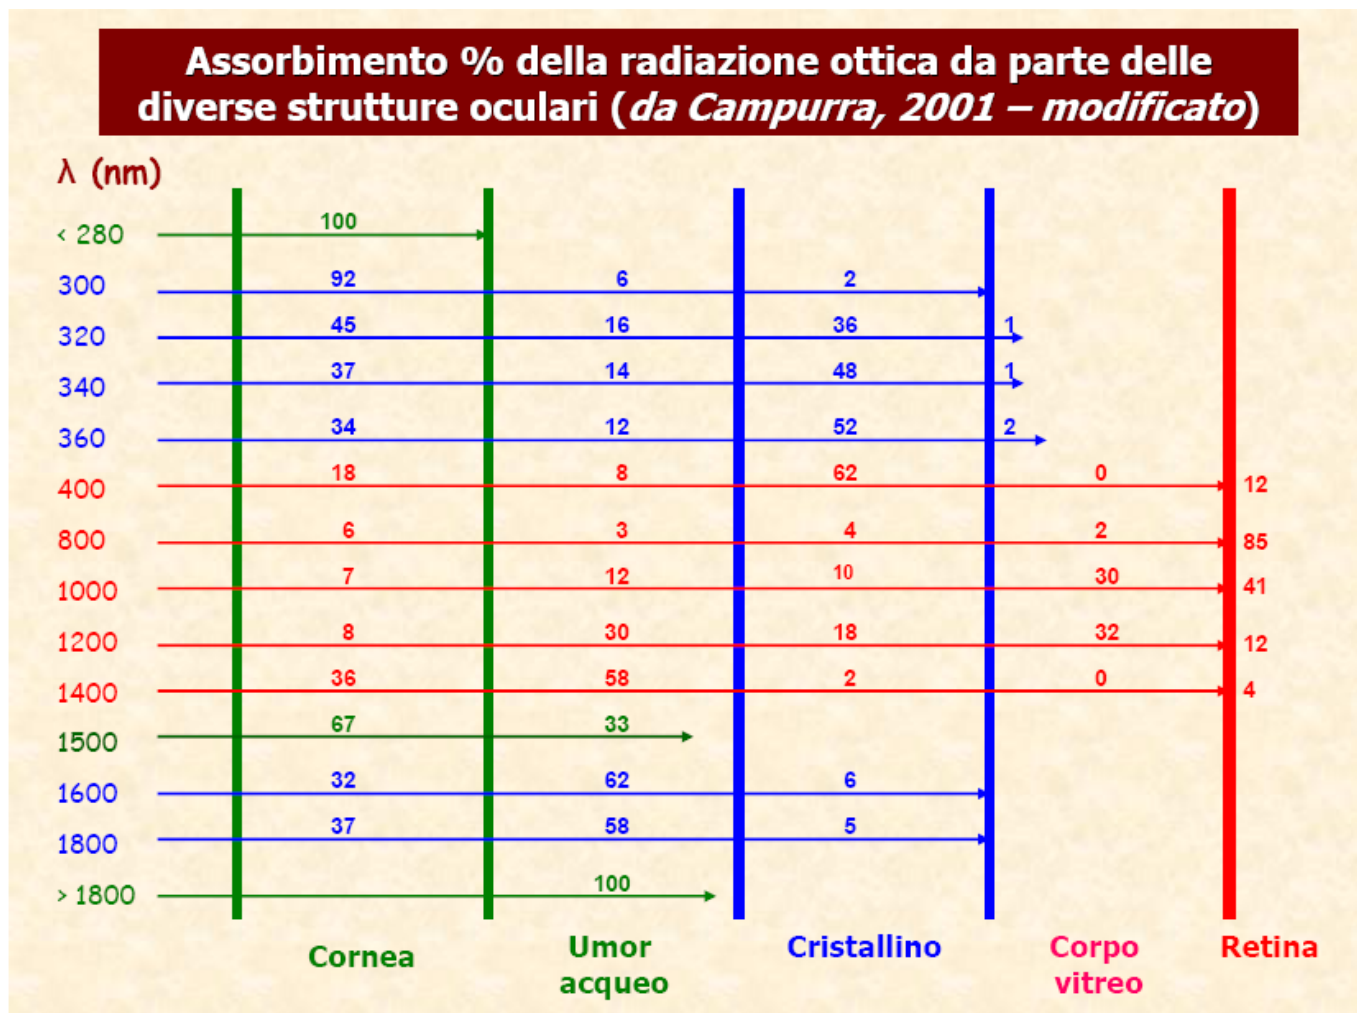 Assorbimento % della radiazione ottica da parte delle
diverse strutture oculari (da Campurra, 2001 – modificato)
λ (nm)
< 280 100
300 92 6 2
320 45 16 36 1
340 37 14 48 1
360 34 12 52 2
400 18 8 62 0 12
800 6 3 4 2 85
1000 7 12 10 30 41
1200 8 30 18 32 12
1400 36 58 2 0 4
1500 67 33
1600 32 62 6
1800 37 58 5
> 1800 100
Cornea
Umor
acqueo
Cristallino
Corpo
vitreo
Retina